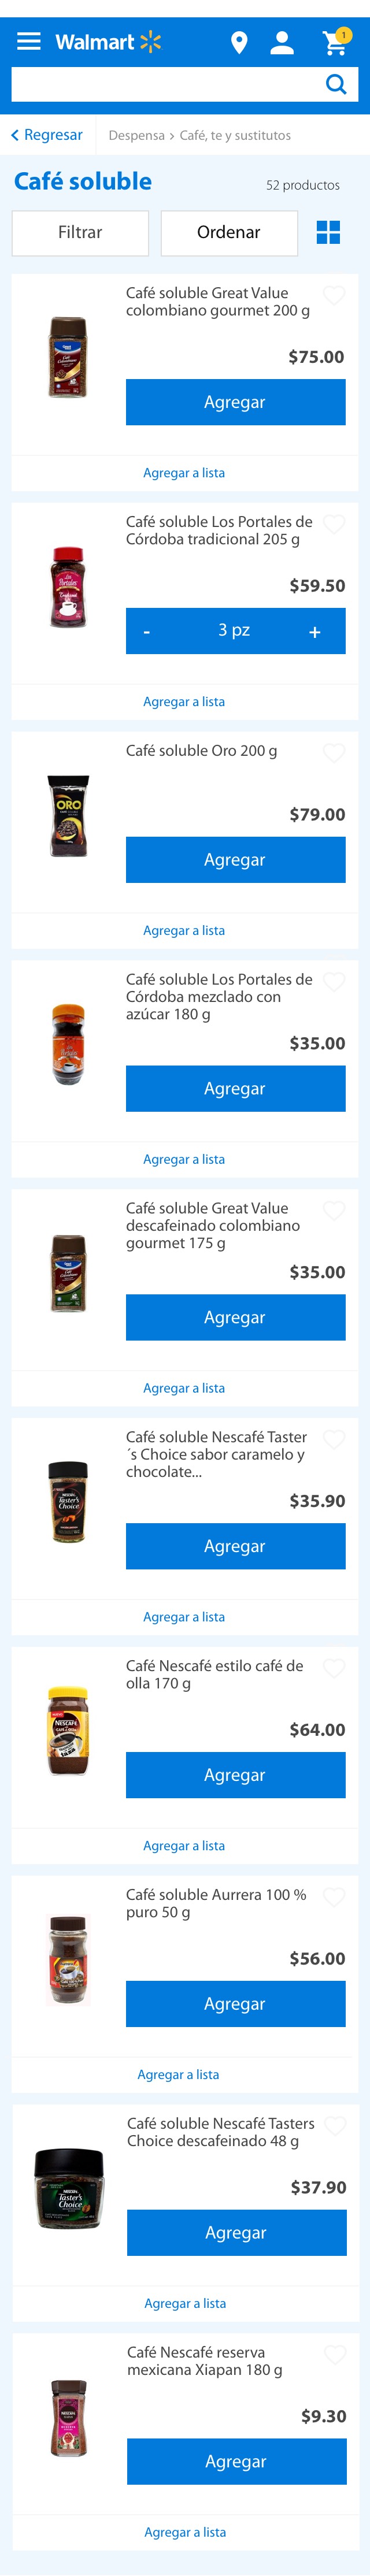 Walmart
1
Regresar
Despensa > Café, te y sustitutos
Café soluble
52 productos
Filtrar
Ordenar
Café soluble Great Value
colombiano gourmet 200 g
$75.00
Agregar
Agregar a lista
Café soluble Los Portales de
Córdoba tradicional 205 g
$59.50
- 3 pz +
Agregar a lista
Café soluble Oro 200 g
ORO
$79.00
Agregar
Agregar a lista
Café soluble Los Portales de
Córdoba mezclado con
azúcar 180 g
$35.00
Agregar
Agregar a lista
Café soluble Great Value
descafeinado colombiano
gourmet 175 g
$35.00
Agregar
Agregar a lista
Café soluble Nescafé Taster
´s Choice sabor caramelo y
chocolate...
Taster's
Choice
$35.90
Agregar
Agregar a lista
Café Nescafé estilo café de
olla 170 g
NESCAFÉ
$64.00
Agregar
Agregar a lista
Café soluble Aurrera 100 %
puro 50 g
$56.00
Agregar
Agregar a lista
Café soluble Nescafé Tasters
Choice descafeinado 48 g
Taster's
Choice
$37.90
Agregar
Agregar a lista
Café Nescafé reserva
mexicana Xiapan 180 g
$9.30
Agregar
Agregar a lista